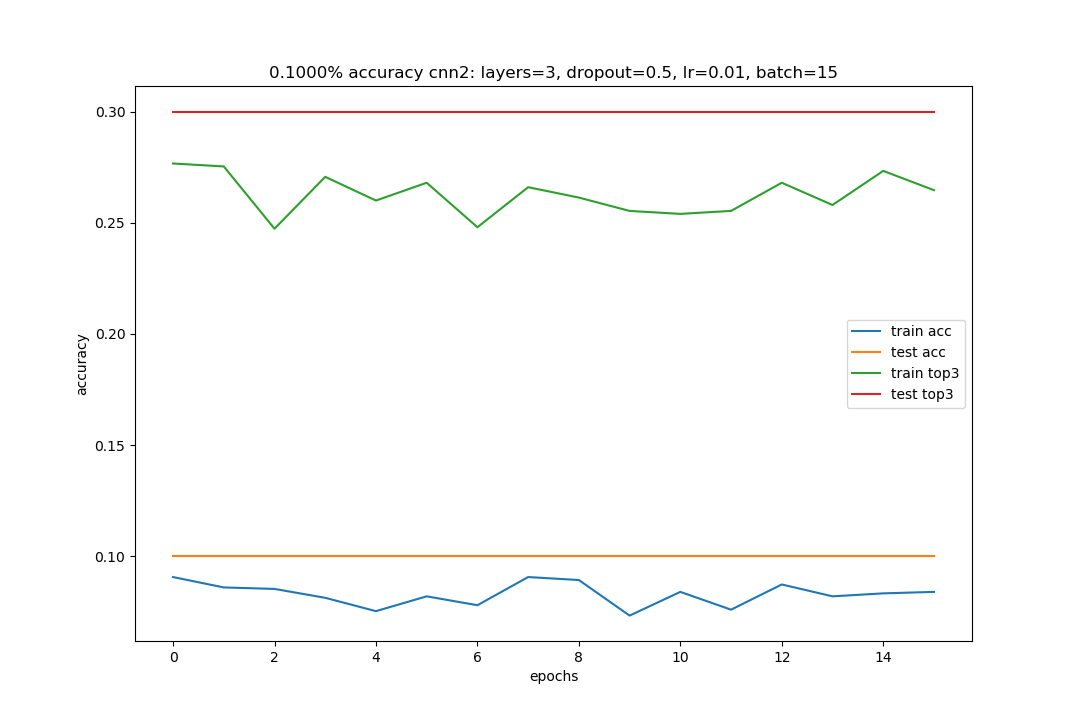 0.1000% accuracy cnn2: layers=3, dropout=0.5, lr=0.01, batch=15
0.30
0.25
0.20
0.15
0.10
accuracy
train acc
test acc
train top3
test top3
0 2 4 6 8 10 12 14
epochs